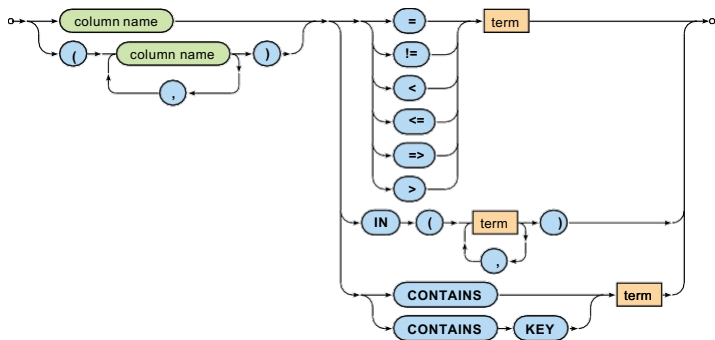 column name = term
( column name ) !=
, <
<=
=>
>
IN ( term )
,
CONTAINS term
CONTAINS KEY